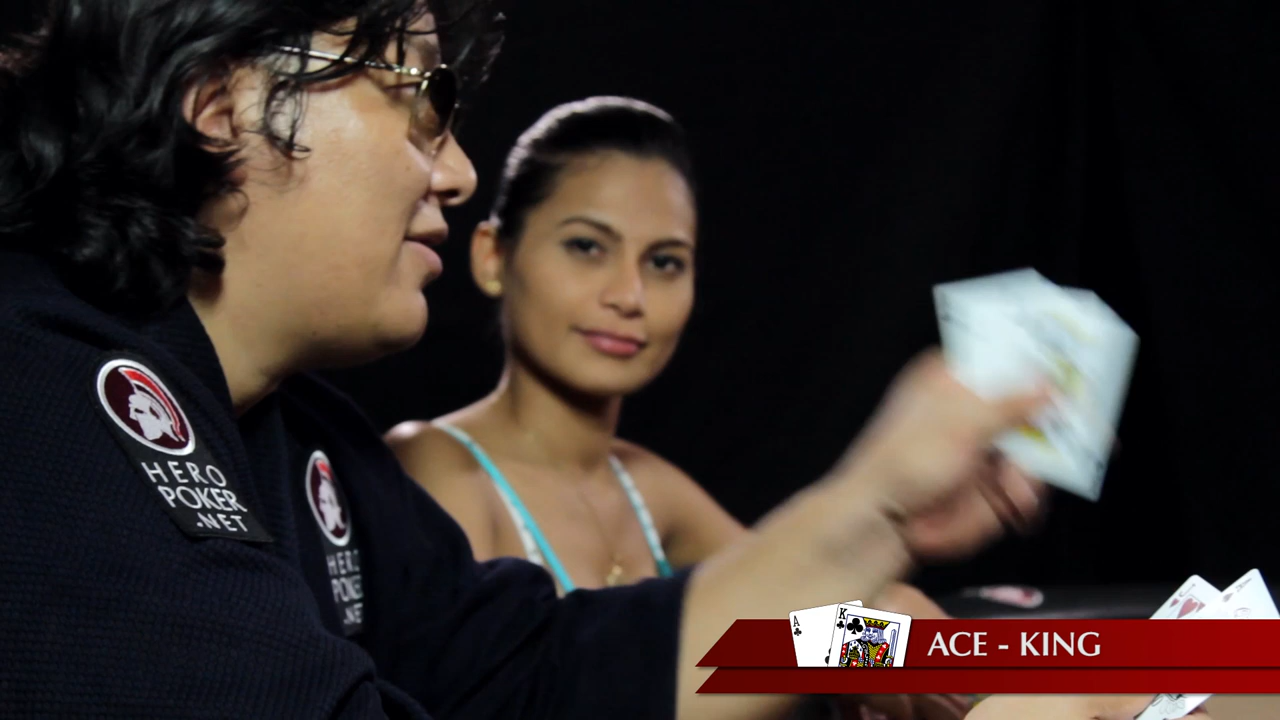 HERO
POKER
.NET
HERO
POKER
.NET
A
K
ACE - KING
J